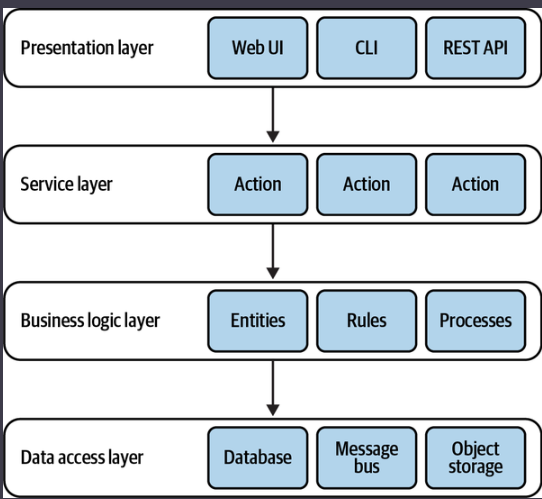 Presentation layer
Web UI
CLI
REST API
Service layer
Action
Action
Action
Business logic layer
Entities
Rules
Processes
Data access layer
Database
Message
bus
Object
storage